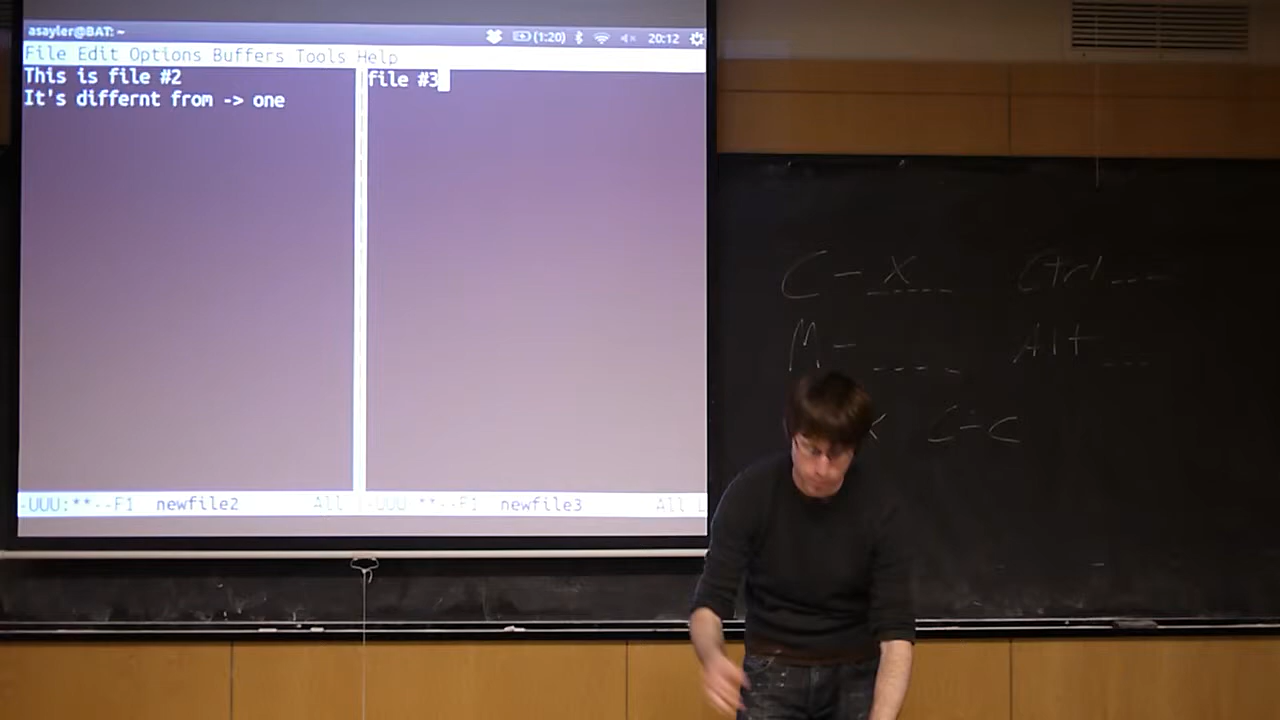 asayler@BAT: ~ (1:20) 20:12
File Edit Options Buffers Tools Help
This is file #2
It's differnt from -> one
file #3
-UUU:**--F1 newfile2 All
-UUU:**--F1 newfile3 All L
C - X Ctrl ---
M - ---- Alt ---
C-c